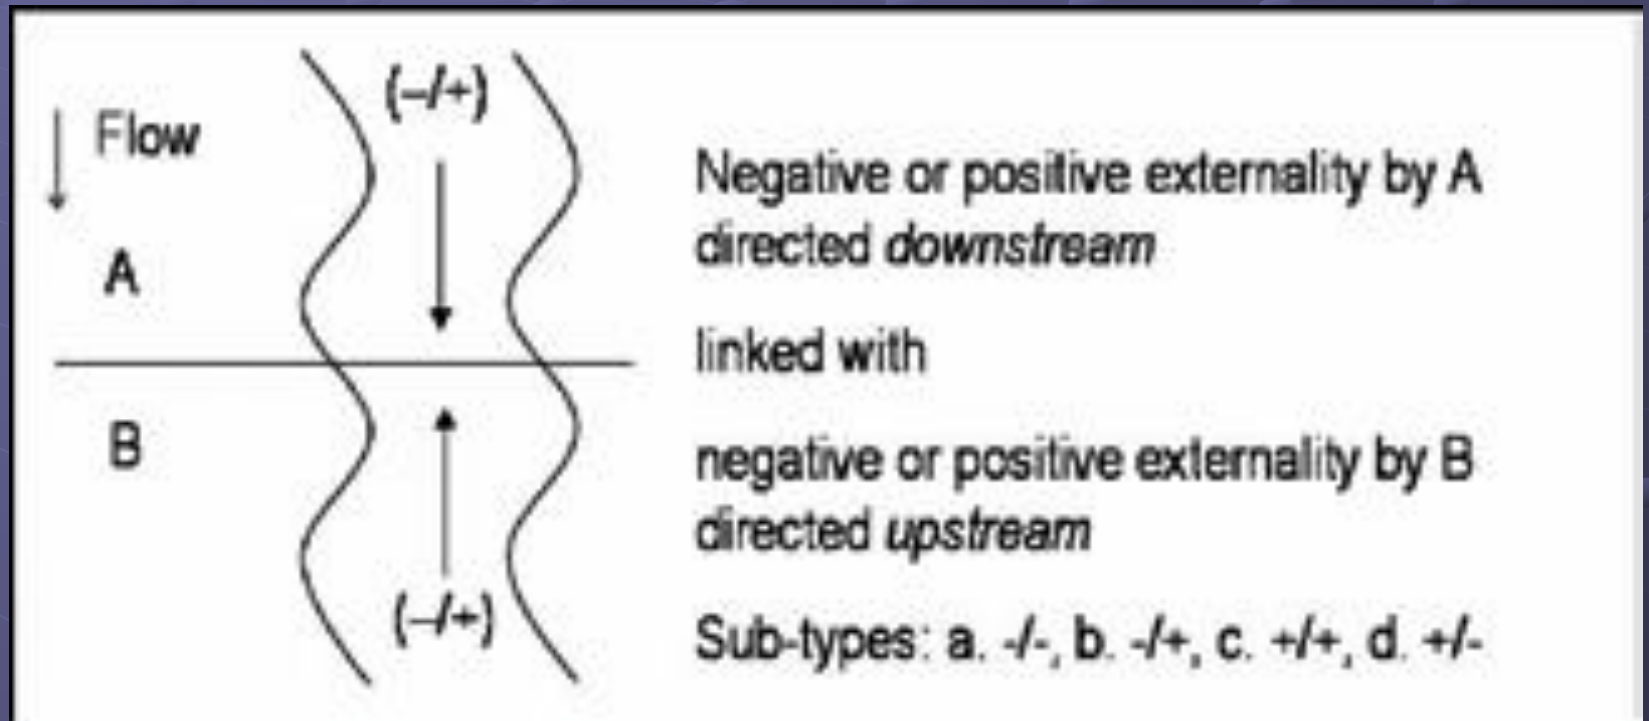 (–/+)
Flow
A
B
(–/+)
Negative or positive externality by A
directed downstream
linked with
negative or positive externality by B
directed upstream
Sub-types: a. -/-, b. -/+, c. +/+, d. +/-